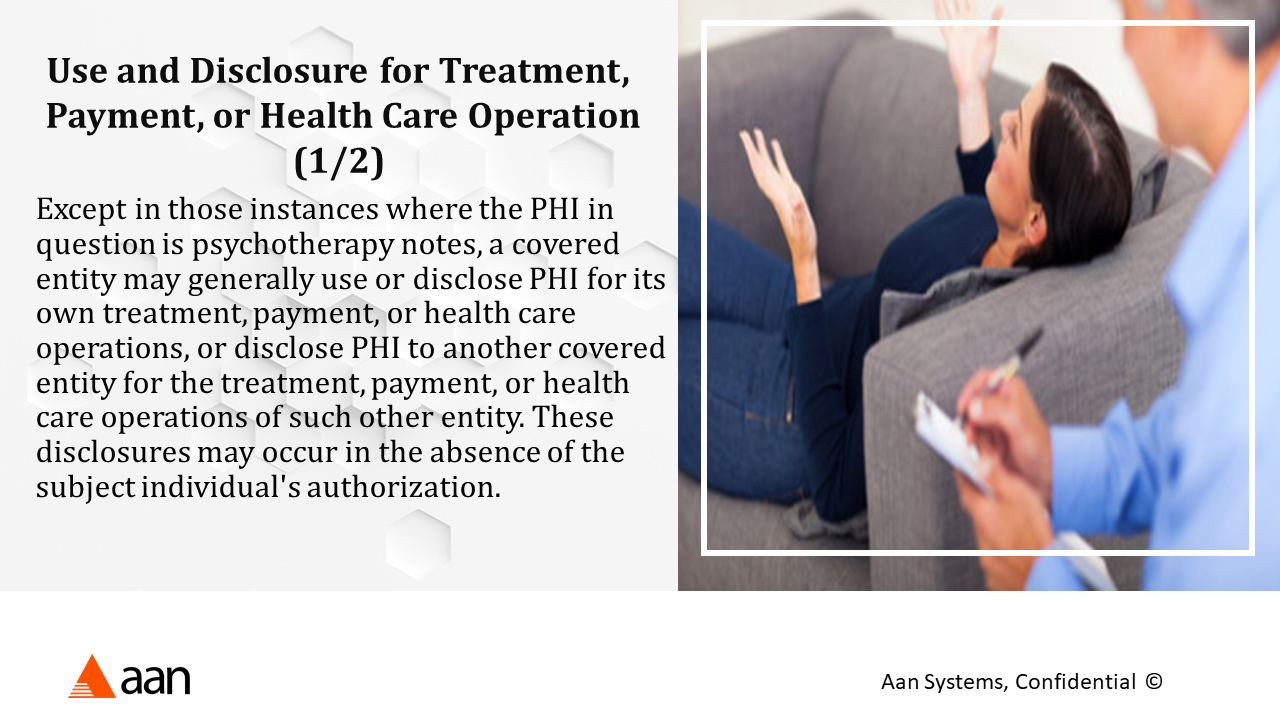 Use and Disclosure for Treatment,
Payment, or Health Care Operation
(1/2)
Except in those instances where the PHI in
question is psychotherapy notes, a covered
entity may generally use or disclose PHI for its
own treatment, payment, or health care
operations, or disclose PHI to another covered
entity for the treatment, payment, or health
care operations of such other entity. These
disclosures may occur in the absence of the
subject individual's authorization.
aan
Aan Systems, Confidential ©